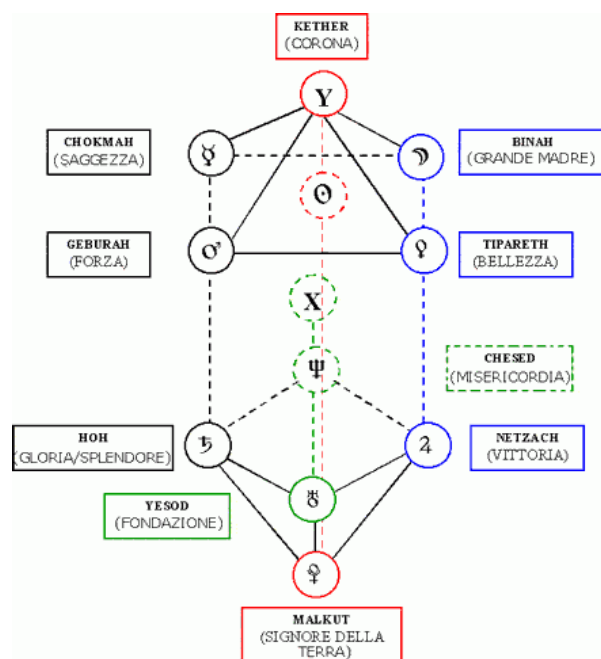 KETHER
(CORONA)
Y
CHOKMAH
(SAGGEZZA)
☿
☽
BINAH
(GRANDE MADRE)
ʘ
GEBURAH
(FORZA)
♂
♀
TIPARETH
(BELLEZZA)
X
Ψ
CHESED
(MISERICORDIA)
HOH
(GLORIA/SPLENDORE)
♄
♃
NETZACH
(VITTORIA)
YESOD
(FONDAZIONE)
♅
MALKUT
(SIGNORE DELLA
TERRA)